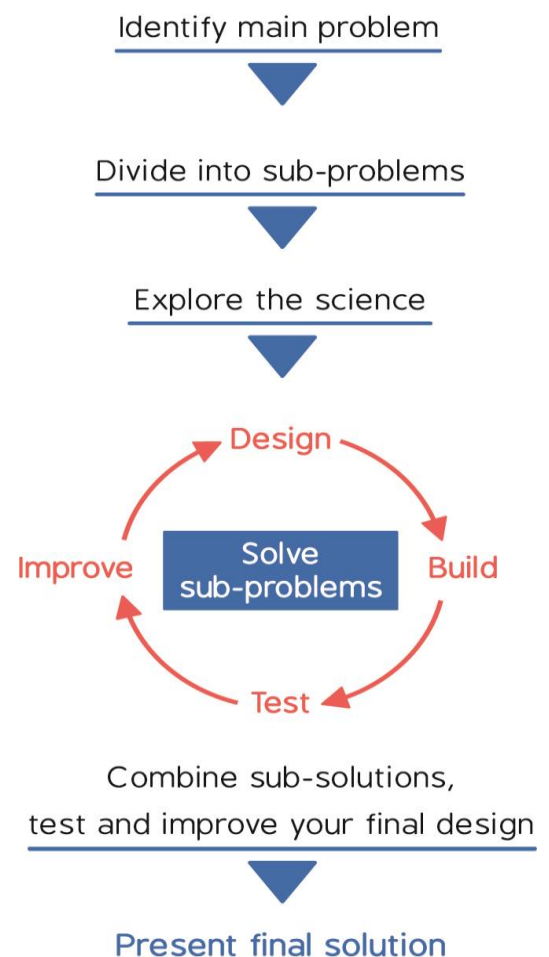 Identify main problem
Divide into sub-problems
Explore the science
Design
Improve
Solve
sub-problems
Build
Test
Combine sub-solutions,
test and improve your final design
Present final solution